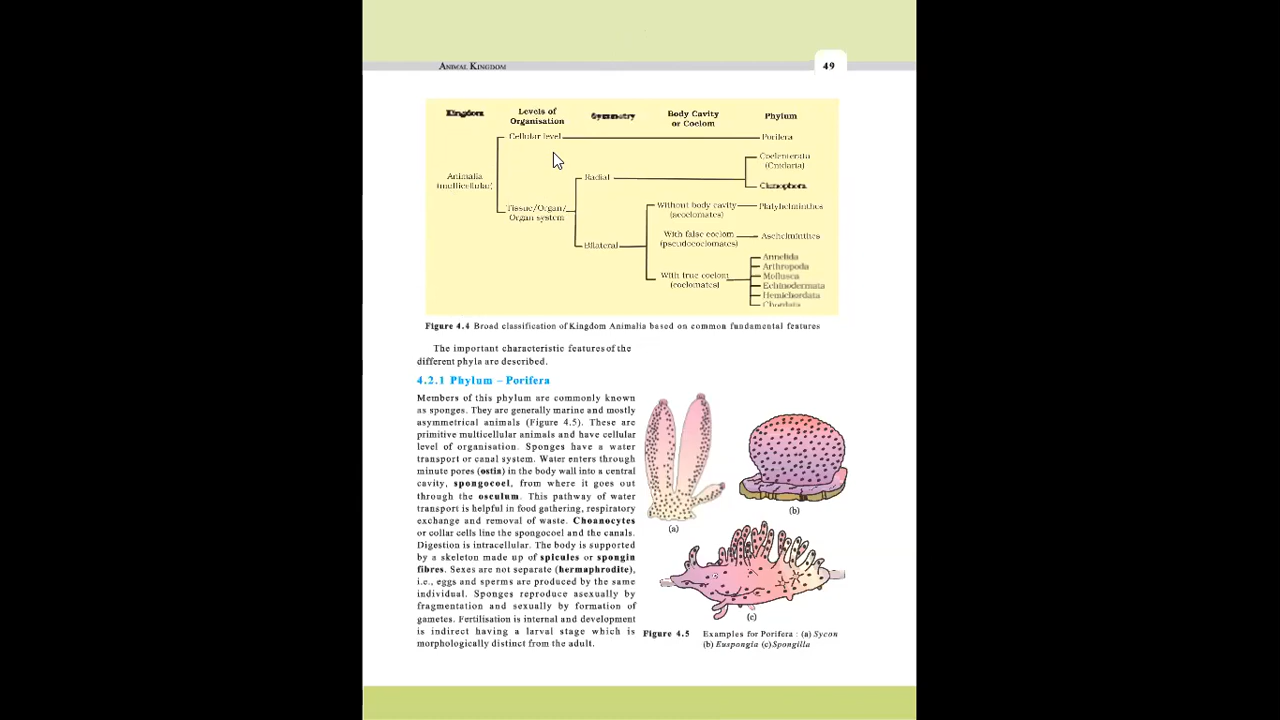 ANIMAL KINGDOM
49
Kingdom
Levels of
Organisation
Symmetry
Body Cavity
or Coelom
Phylum
Cellular level
Porifera
Animalia
(multicellular)
Tissue/Organ/
Organ system
Radial
Coelenterata
(Cnidaria)
Ctenophora
Bilateral
Without body cavity
(acoelomates)
Platyhelminthes
With false coelom
(pseudocoelomates)
Aschelminthes
With true coelom
(coelomates)
Annelida
Arthropoda
Mollusca
Echinodermata
Hemichordata
Chordata
Figure 4.4 Broad classification of Kingdom Animalia based on common fundamental features
The important characteristic features of the
different phyla are described.
4.2.1 Phylum – Porifera
Members of this phylum are commonly known
as sponges. They are generally marine and mostly
asymmetrical animals (Figure 4.5). These are
primitive multicellular animals and have cellular
level of organisation. Sponges have a water
transport or canal system. Water enters through
minute pores (ostia) in the body wall into a central
cavity, spongocoel, from where it goes out
through the osculum. This pathway of water
transport is helpful in food gathering, respiratory
exchange and removal of waste. Choanocytes
or collar cells line the spongocoel and the canals.
Digestion is intracellular. The body is supported
by a skeleton made up of spicules or spongin
fibres. Sexes are not separate (hermaphrodite),
i.e., eggs and sperms are produced by the same
individual. Sponges reproduce asexually by
fragmentation and sexually by formation of
gametes. Fertilisation is internal and development
is indirect having a larval stage which is
morphologically distinct from the adult.
(a)
(b)
(c)
Figure 4.5 Examples for Porifera : (a) Sycon
(b) Euspongia (c) Spongilla